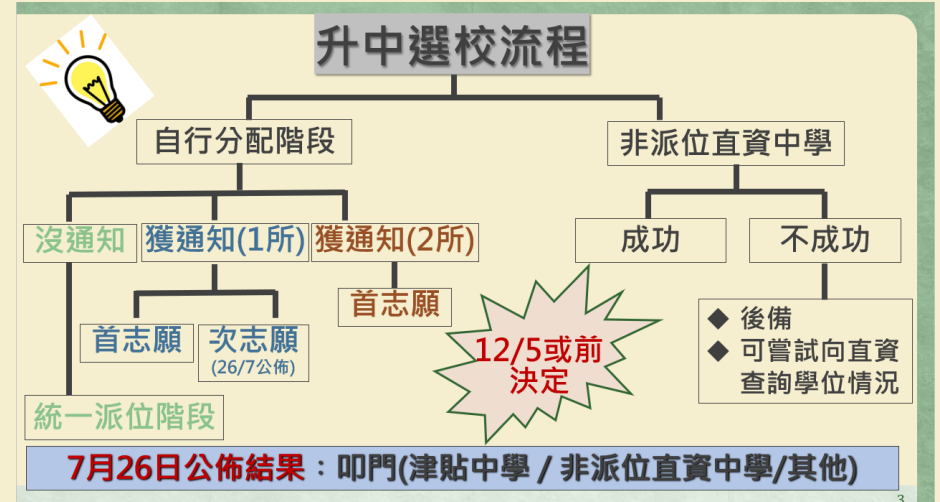 升中選校流程
自行分配階段
非派位直資中學
沒通知
獲通知(1所)
獲通知(2所)
成功
不成功
首志願
次志願
(26/7公佈)
首志願
12/5或前
決定
◆ 後備
◆ 可嘗試向直資
查詢學位情況
統一派位階段
7月26日公佈結果：叩門(津貼中學 / 非派位直資中學/其他)
3